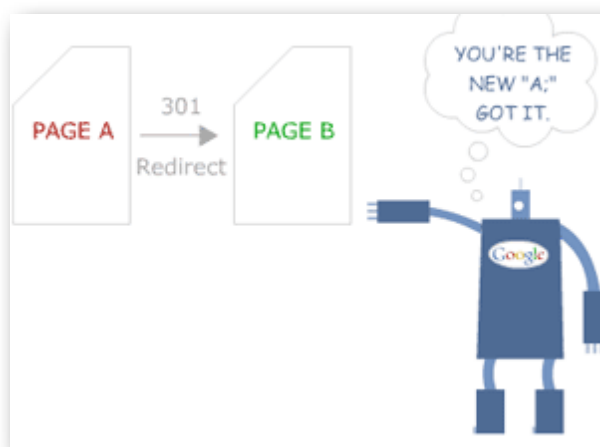 PAGE A
301
Redirect
PAGE B
YOU'RE THE
NEW "A;"
GOT IT.
Google